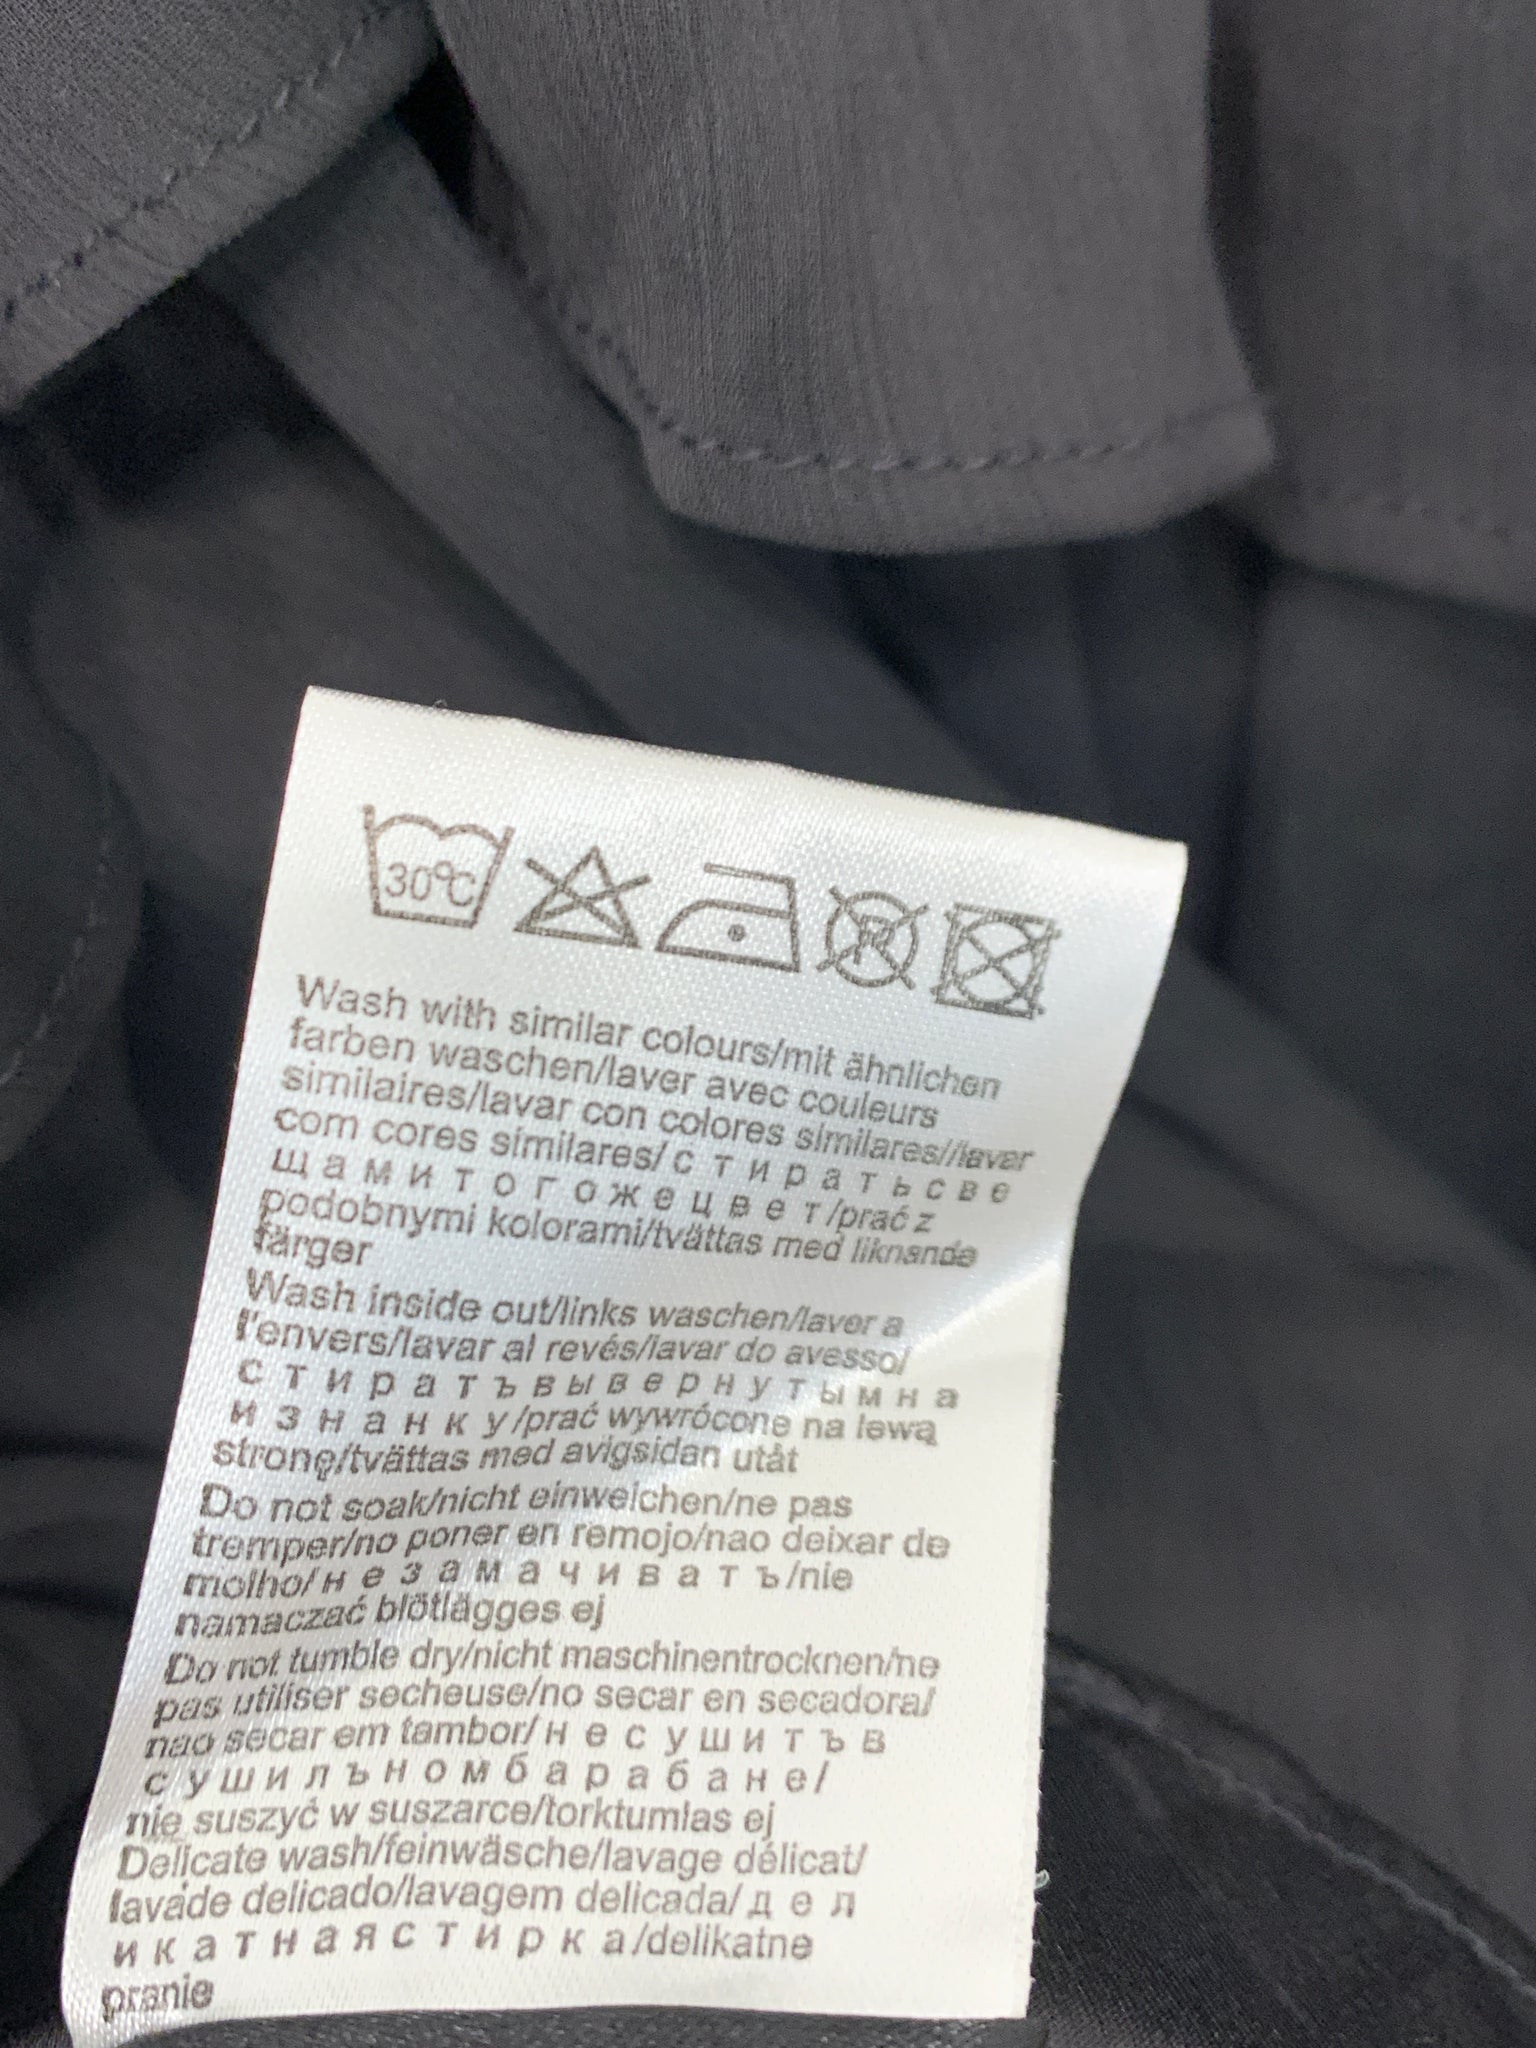 30°C
R
Wash with similar colours/mit ähnlichen
farben waschen/laver avec couleurs
similaires/lavar con colores similares//lavar
com cores similares/ с т и р а т ь с в е
щ а м и т о г о ж е ц в е т /prać z
podobnymi kolorami/tvättas med liknande
färger
Wash inside out/links waschen/laver a
l'envers/lavar al revés/lavar do avesso/
с т и р а т ъ в ы в е р н у т ы м н а
и з н а н к у /prać wywrócone na lewą
stronę/tvättas med avigsidan utåt
Do not soak/nicht einweichen/ne pas
tremper/no poner en remojo/nao deixar de
molho/ н е з а м а ч и в а т ъ /nie
namaczać blötlägges ej
Do not tumble dry/nicht maschinentrocknen/ne
pas utiliser secheuse/no secar en secadora/
nao secar em tambor/ н е с у ш и т ъ в
с у ш и л ъ н о м б а р а б а н е /
nie suszyć w suszarce/torktumlas ej
Delicate wash/feinwäsche/lavage délicat/
lavade delicado/lavagem delicada/ д е л
и к а т н а я с т и р к а /delikatne
pranie